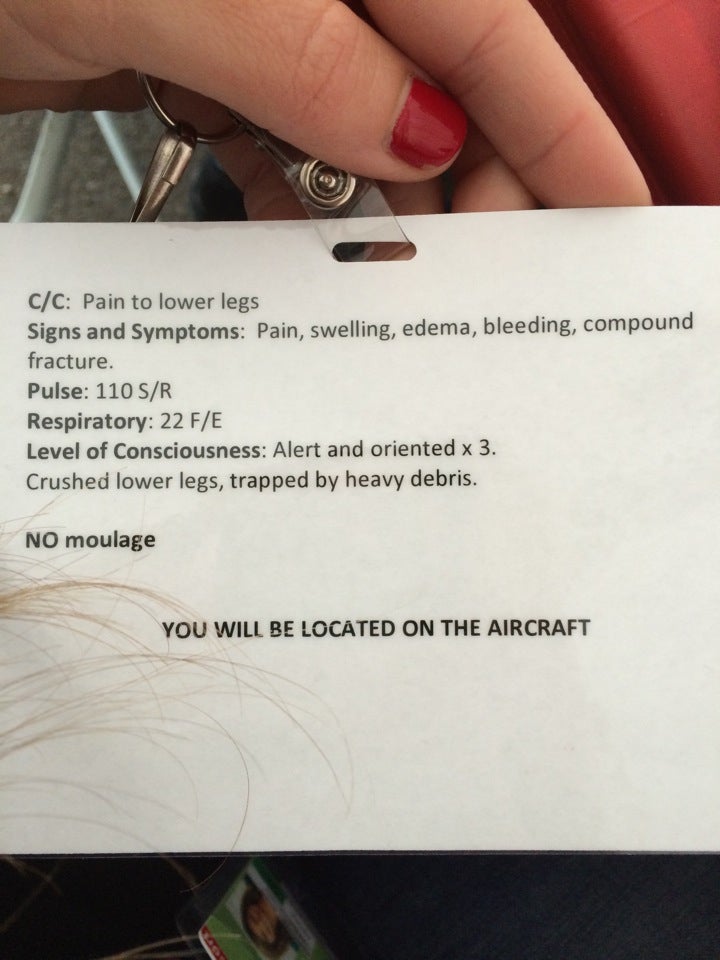 C/C: Pain to lower legs
Signs and Symptoms: Pain, swelling, edema, bleeding, compound
fracture.
Pulse: 110 S/R
Respiratory: 22 F/E
Level of Consciousness: Alert and oriented x 3.
Crushed lower legs, trapped by heavy debris.
NO moulage
YOU WILL BE LOCATED ON THE AIRCRAFT